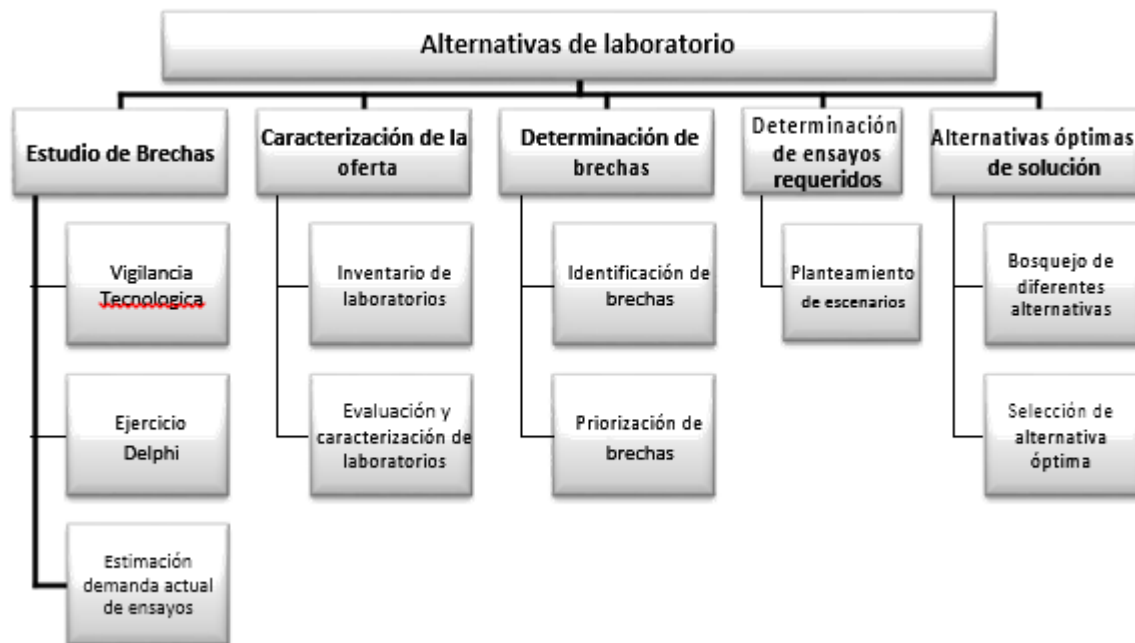 Alternativas de laboratorio
Estudio de Brechas
Caracterización de la
oferta
Determinación de
brechas
Determinación
de ensayos
requeridos
Alternativas óptimas
de solución
Vigilancia
Tecnologica
Inventario de
laboratorios
Identificación de
brechas
Planteamiento
de escenarios
Bosquejo de
diferentes
alternativas
Ejercicio
Delphi
Evaluación y
caracterización de
laboratorios
Priorización de
brechas
Selección de
alternativa
óptima
Estimación
demanda actual
de ensayos